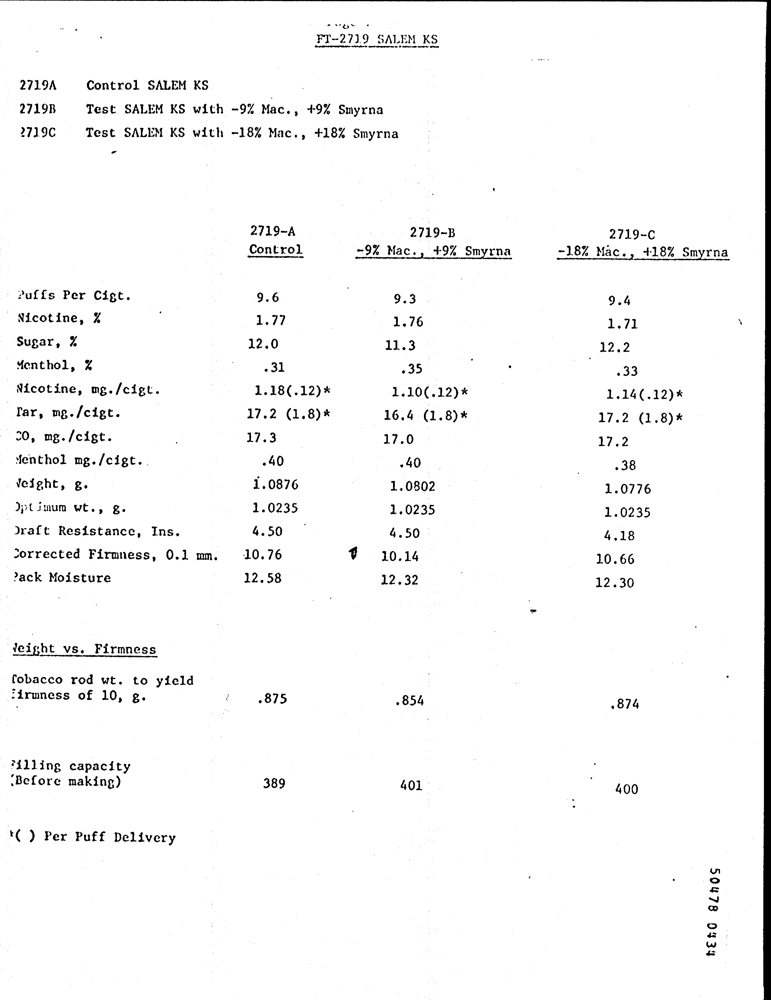 FT-2719 SALEM KS
2719A Control SALEM KS
2719B Test SALEM KS with -9% Mac., +9% Smyrna
2719C Test SALEM KS with -18% Mac., +18% Smyrna
2719-A 2719-B 2719-C
Control -9% Mac., +9% Smyrna -18% Mac., +18% Smyrna
Puffs Per Cigt. 9.6 9.3 9.4
Nicotine, % 1.77 1.76 1.71
Sugar, % 12.0 11.3 12.2
Menthol, % .31 .35 .33
Nicotine, mg./cigt. 1.18(.12)* 1.10(.12)* 1.14(.12)*
Tar, mg./cigt. 17.2 (1.8)* 16.4 (1.8)* 17.2 (1.8)*
CO, mg./cigt. 17.3 17.0 17.2
Menthol mg./cigt. .40 .40 .38
Weight, g. 1.0876 1.0802 1.0776
Optimum wt., g. 1.0235 1.0235 1.0235
Draft Resistance, Ins. 4.50 4.50 4.18
Corrected Firmness, 0.1 mm. 10.76 10.14 10.66
Pack Moisture 12.58 12.32 12.30
Weight vs. Firmness
Tobacco rod wt. to yield
firmness of 10, g. .875 .854 .874
Filling capacity
(Before making) 389 401 400
*( ) Per Puff Delivery
50478 0434